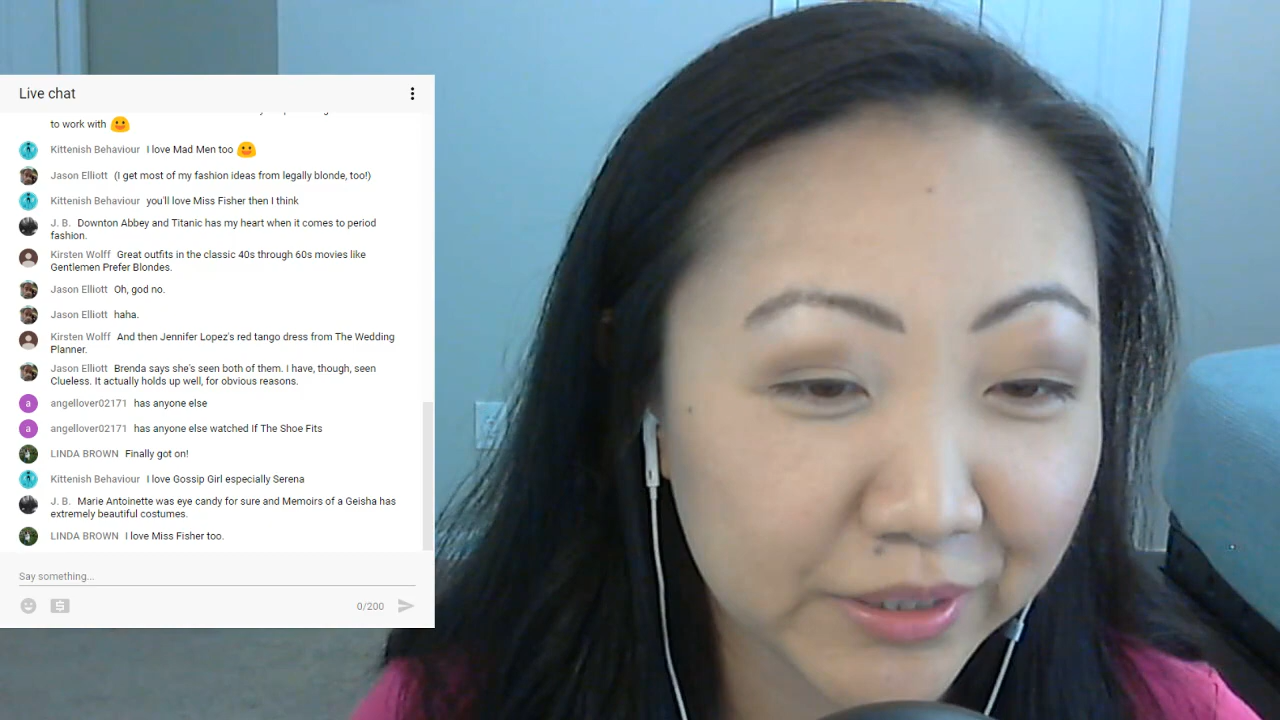 Live chat
to work with
Kittenish Behaviour I love Mad Men too
Jason Elliott (I get most of my fashion ideas from legally blonde, too!)
Kittenish Behaviour you'll love Miss Fisher then I think
J. B. Downton Abbey and Titanic has my heart when it comes to period
fashion.
Kirsten Wolff Great outfits in the classic 40s through 60s movies like
Gentlemen Prefer Blondes.
Jason Elliott Oh, god no.
Jason Elliott haha.
Kirsten Wolff And then Jennifer Lopez's red tango dress from The Wedding
Planner.
Jason Elliott Brenda says she's seen both of them. I have, though, seen
Clueless. It actually holds up well, for obvious reasons.
a angellover02171 has anyone else
a angellover02171 has anyone else watched If The Shoe Fits
LINDA BROWN Finally got on!
Kittenish Behaviour I love Gossip Girl especially Serena
J. B. Marie Antoinette was eye candy for sure and Memoirs of a Geisha has
extremely beautiful costumes.
LINDA BROWN I love Miss Fisher too.
Say something...
0/200